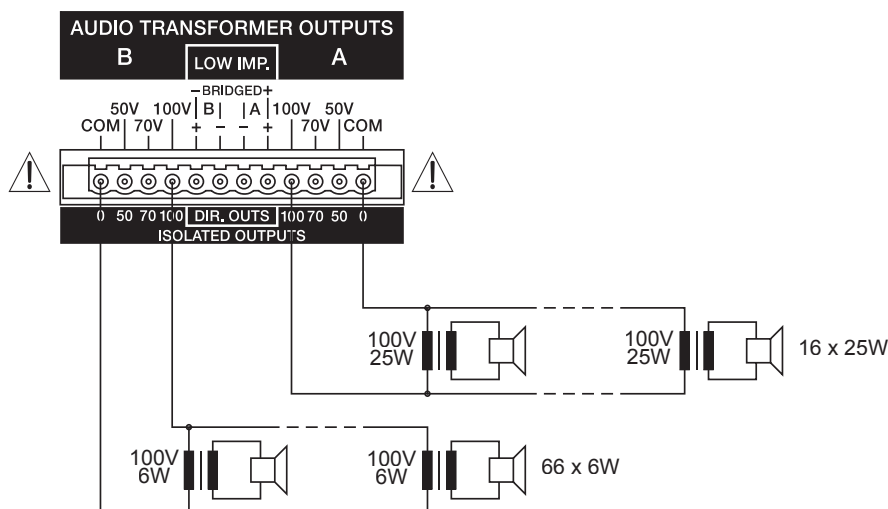 AUDIO TRANSFORMER OUTPUTS
B LOW IMP. A
-BRIDGED+
50V 100V B A 100V 50V
COM 70V + - - + 70V COM
0 50 70 100 DIR. OUTS 100 70 50 0
ISOLATED OUTPUTS
100V 25W
100V 25W
16 x 25W
100V 6W
100V 6W
66 x 6W